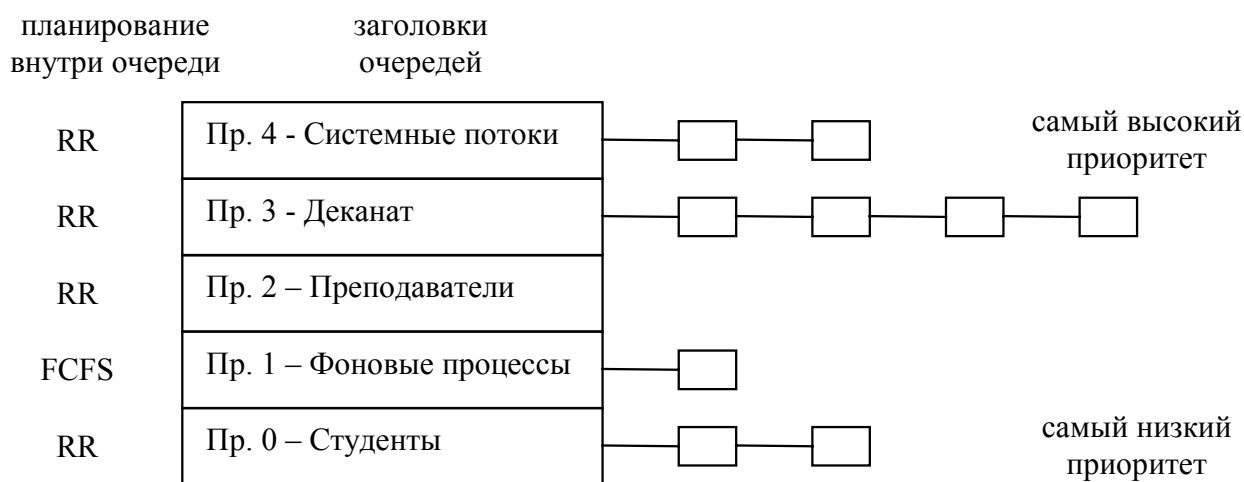 планирование
внутри очереди
заголовки
очередей
RR
Пр. 4 - Системные потоки
самый высокий
приоритет
RR
Пр. 3 - Деканат
RR
Пр. 2 – Преподаватели
FCFS
Пр. 1 – Фоновые процессы
RR
Пр. 0 – Студенты
самый низкий
приоритет